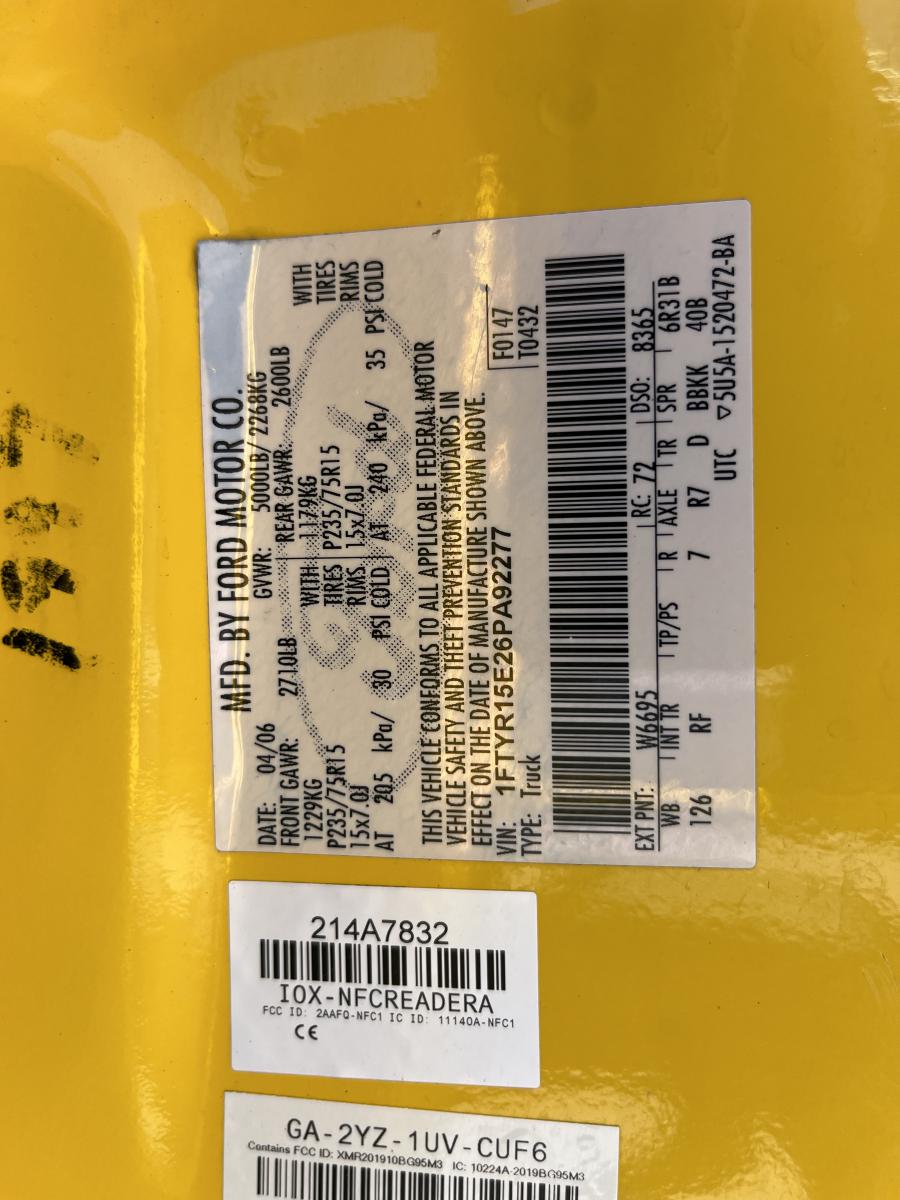 MFD. BY FORD MOTOR CO.
DATE: 04/06 GVWR: 5000LB/ 2268KG
FRONT GAWR: 2710LB REAR GAWR: 2600LB
1229KG WITH 1179KG WITH
P235/75R15 TIRES P235/75R15 TIRES
15x7.0J RIMS 15x7.0J RIMS
AT 205 kPa/ 30 PSI COLD AT 240 kPa/ 35 PSI COLD
THIS VEHICLE CONFORMS TO ALL APPLICABLE FEDERAL MOTOR
VEHICLE SAFETY AND THEFT PREVENTION STANDARDS IN
EFFECT ON THE DATE OF MANUFACTURE SHOWN ABOVE.
VIN: 1FTYR15E26PA92277 F0147
TYPE: Truck T0432
EXT PNT: W6695 RC: 72 DSO: 8365
WB INT TR TP/PS R AXLE TR SPR 6R31B
126 RF 7 R7 D BBKK 40B
UTC ▽5U5A-1520472-BA
214A7832
IOX-NFCREADERA
FCC ID: 2AAFQ-NFC1 IC ID: 11140A-NFC1
CE
GA-2YZ-1UV-CUF6
Contains FCC ID: XMR201910BG95M3 IC: 10224A-2019BG95M3